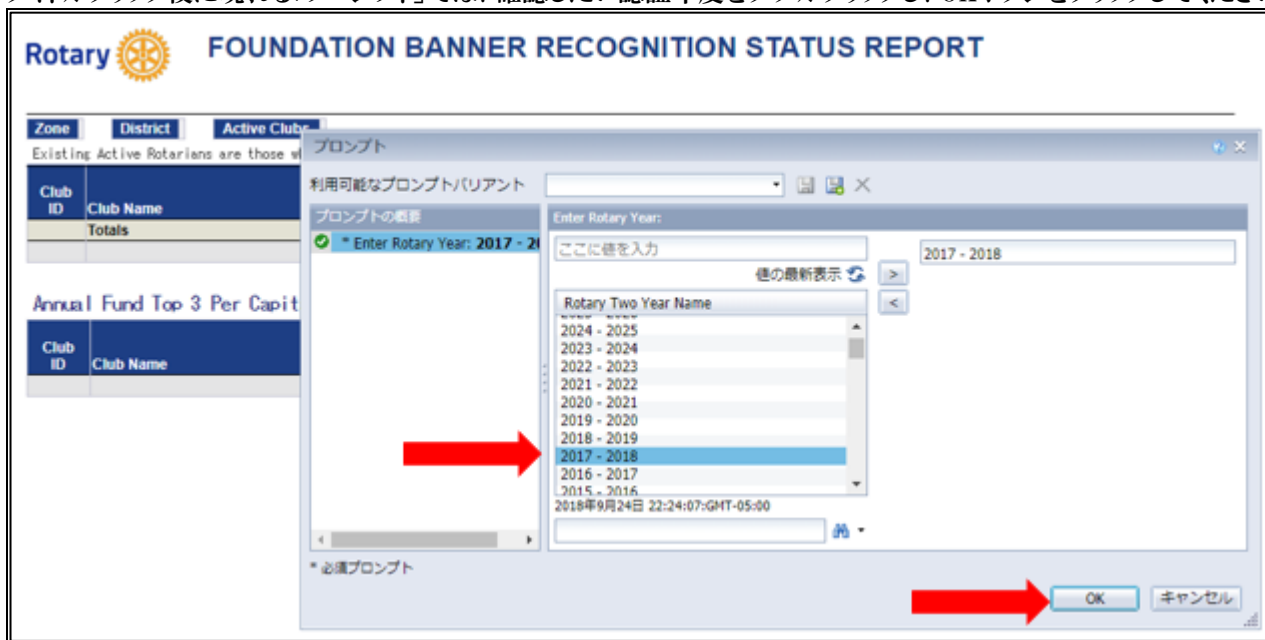 Rotary
FOUNDATION BANNER RECOGNITION STATUS REPORT
Zone District Active Clubs
Existing Active Rotarians are those
Club ID Club Name
Totals
Annual Fund Top 3 Per Capit
Club ID Club Name
プロンプト
利用可能なプロンプトバリアント
プロンプトの概要
* Enter Rotary Year: 2017 - 20
Enter Rotary Year:
ここに値を入力
値の最新表示
Rotary Two Year Name
2024 - 2025
2023 - 2024
2022 - 2023
2021 - 2022
2020 - 2021
2019 - 2020
2018 - 2019
2017 - 2018
2016 - 2017
2015 - 2016
2018年9月24日 22:24:07:GMT-05:00
>
<
2017 - 2018
* 必須プロンプト
OK キャンセル